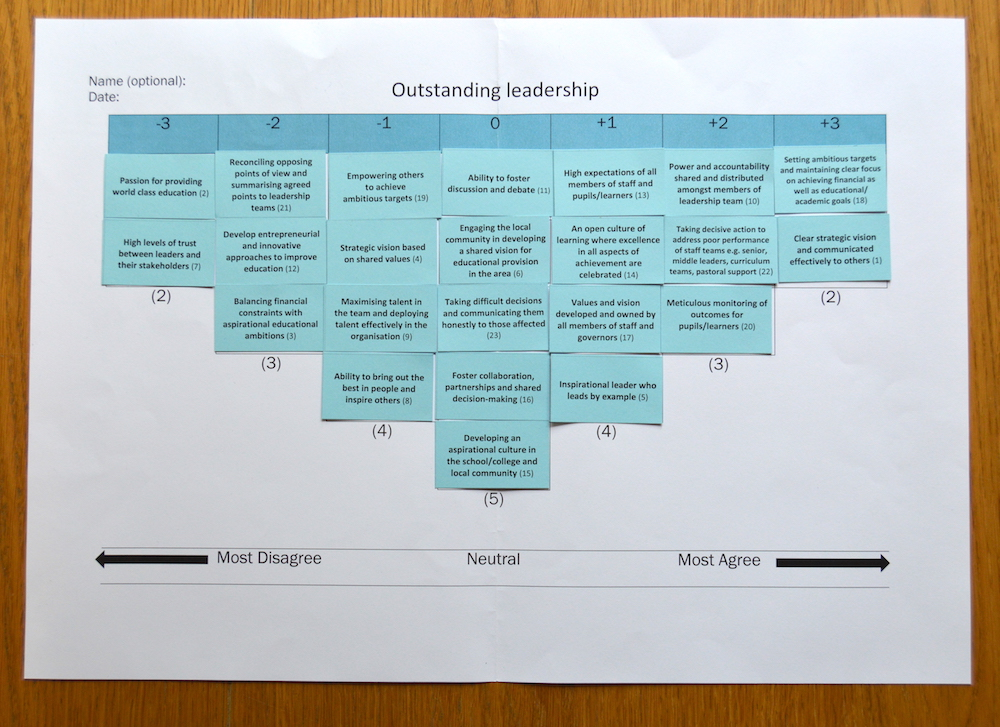 Name (optional):
Date:
Outstanding leadership
-3 -2 -1 0 +1 +2 +3
Passion for providing
world class education (2)
Reconciling opposing
points of view and
summarising agreed
points to leadership
teams (21)
Empowering others
to achieve
ambitious targets (19)
Ability to foster
discussion and debate (11)
High expectations of all
members of staff and
pupils/learners (13)
Power and accountability
shared and distributed
amongst members of
leadership team (10)
Setting ambitious targets
and maintaining clear focus
on achieving financial as
well as educational/
academic goals (18)
High levels of trust
between leaders and
their stakeholders (7)
Develop entrepreneurial
and innovative
approaches to improve
education (12)
Strategic vision based
on shared values (4)
Engaging the local
community in developing
a shared vision for
educational provision
in the area (6)
An open culture of
learning where excellence
in all aspects of
achievement are
celebrated (14)
Taking decisive action to
address poor performance
of staff teams e.g. senior,
middle leaders, curriculum
teams, pastoral support (22)
Clear strategic vision
and communicated
effectively to others (1)
(2)
Balancing financial
constraints with
aspirational educational
ambitions (3)
Maximising talent in
the team and deploying
talent effectively in the
organisation (9)
Taking difficult decisions
and communicating them
honestly to those affected
(23)
Values and vision
developed and owned by
all members of staff and
governors (17)
Meticulous monitoring of
outcomes for
pupils/learners (20)
(2)
(3)
Ability to bring out the
best in people and
inspire others (8)
Foster collaboration,
partnerships and shared
decision-making (16)
Inspirational leader who
leads by example (5)
(3)
(4)
Developing an
aspirational culture in
the school/college and
local community (15)
(4)
(5)
Most Disagree Neutral Most Agree